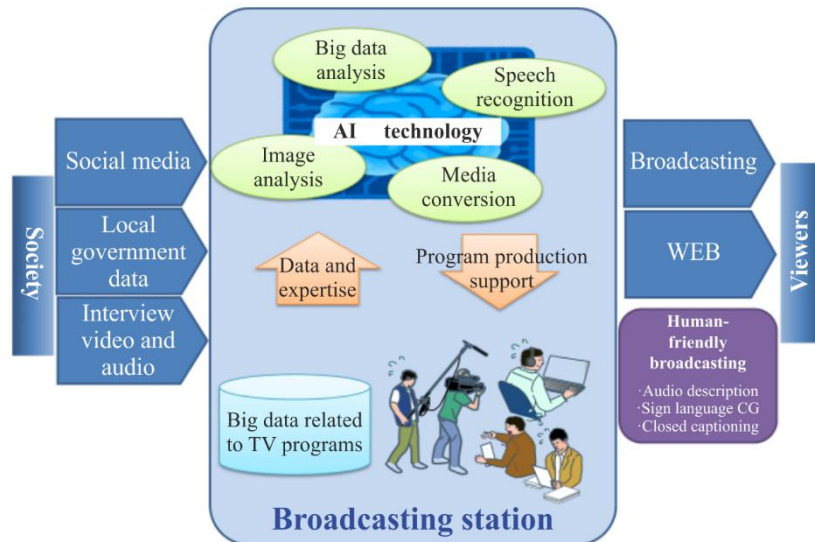 Society
Social media
Local
government
data
Interview
video and
audio
Big data
analysis
Speech
recognition
AI technology
Image
analysis
Media
conversion
Data and
expertise
Program production
support
Big data related
to TV programs
Broadcasting station
Broadcasting
WEB
Human-
friendly
broadcasting
·Audio description
·Sign language CG
·Closed captioning
Viewers